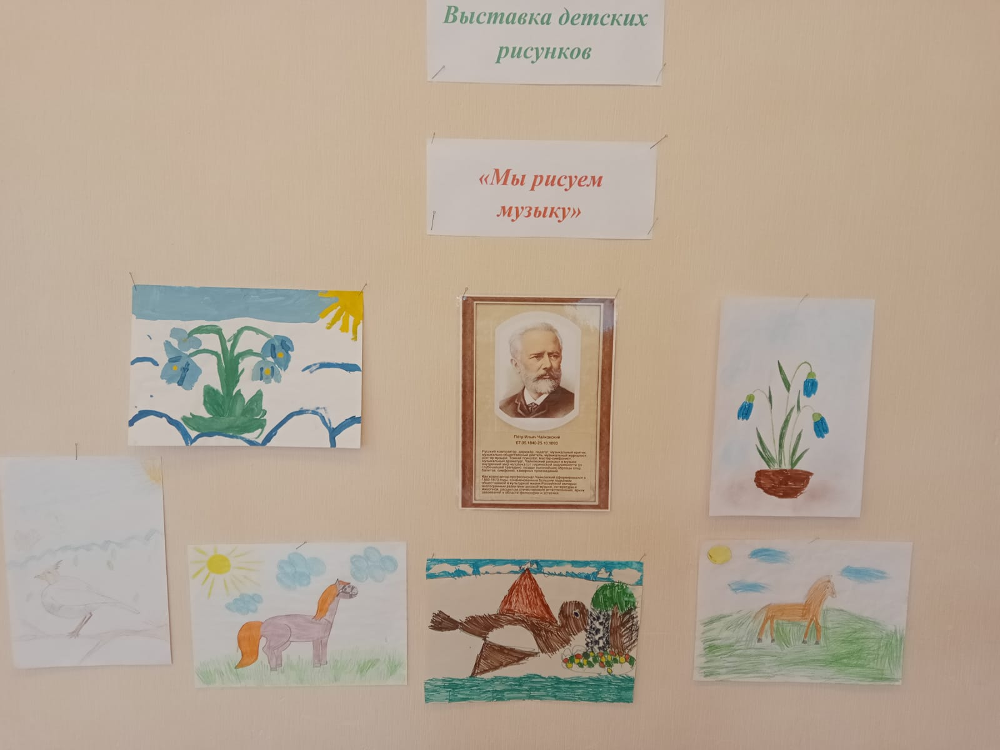 Выставка детских
рисунков
«Мы рисуем
музыку»
Пётр Ильич Чайковский
07.05.1840-25.10.1893
Русский композитор, дирижёр, педагог, музыкальный критик,
музыкально-общественный деятель, музыкальный журналист,
доктор музыки. Тонкий психолог, мастер-симфонист,
музыкальный драматург, Чайковский раскрыл в музыке
внутренний мир человека (от лирической задушевности до
глубочайшей трагедии), создал высочайшие образцы опер,
балетов, симфоний, камерных произведений.
Как композитор-профессионал Чайковский сформировался в
1860-1870 годы, ознаменованные большим подъёмом
общественной и культурной жизни Российской империи:
многогранным развитием русской музыки, литературы и
живописи, расцветом отечественного естествознания, ярких
завоеваний в области философии и эстетики.